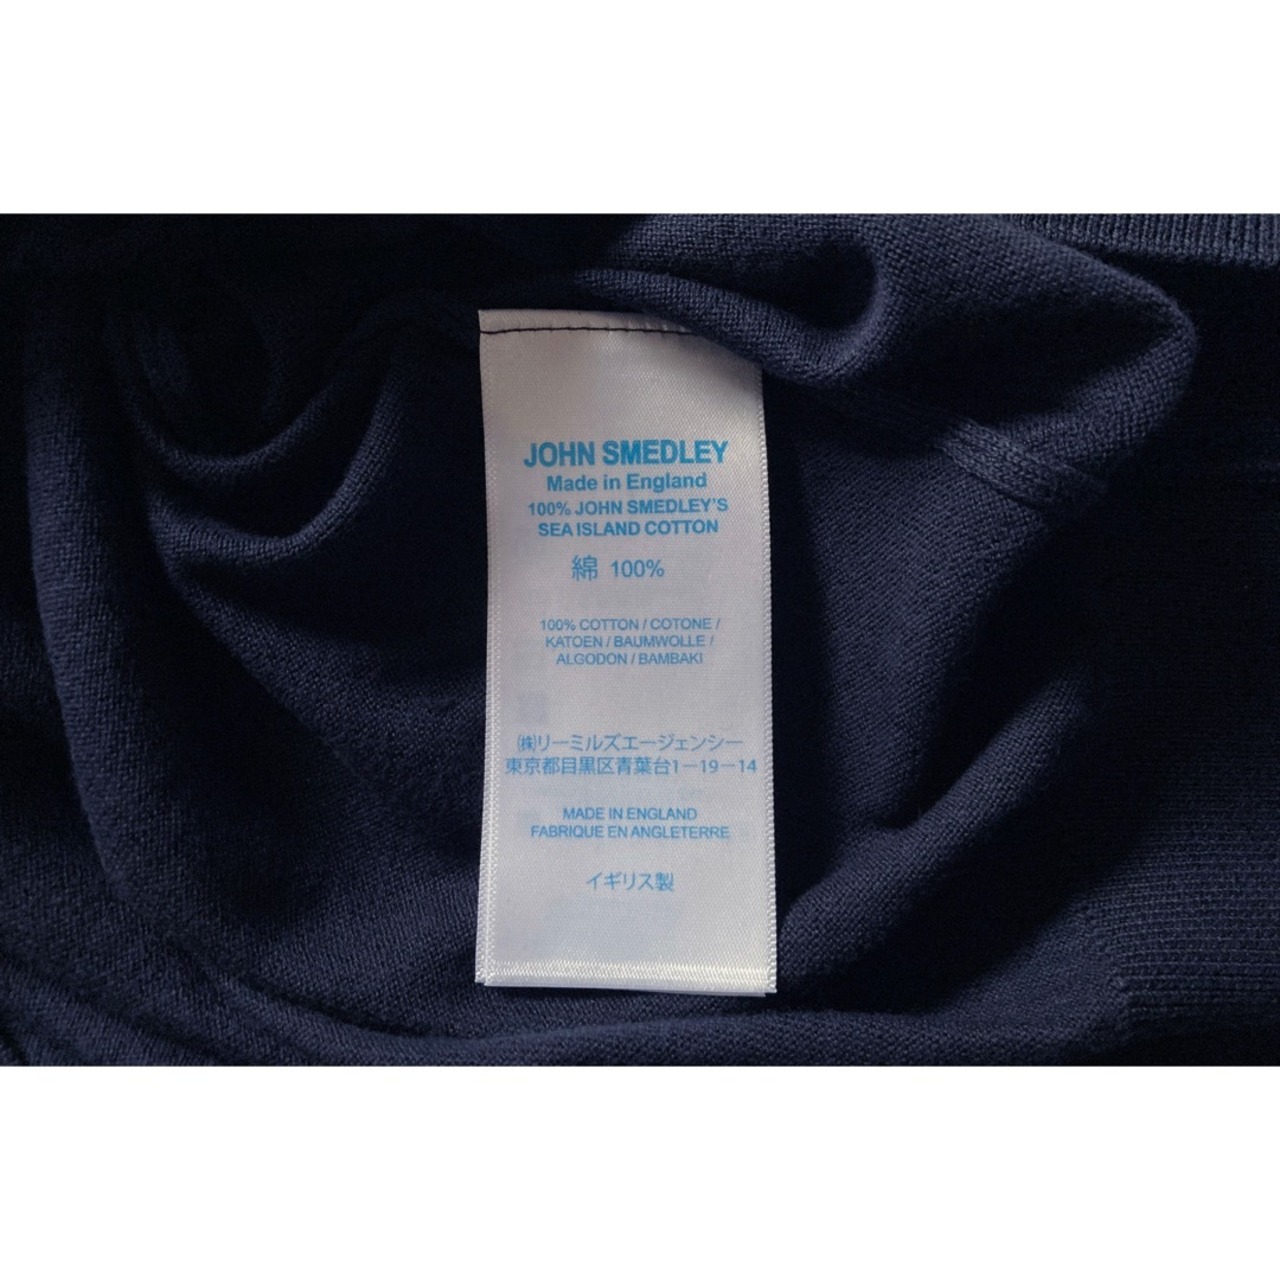 JOHN SMEDLEY
Made in England
100% JOHN SMEDLEY'S
SEA ISLAND COTTON
綿 100%
100% COTTON / COTONE /
KATOEN / BAUMWOLLE /
ALGODON / BAMBAKI
㈱リーミルズエージェンシー
東京都目黒区青葉台1−19−14
MADE IN ENGLAND
FABRIQUE EN ANGLETERRE
イギリス製